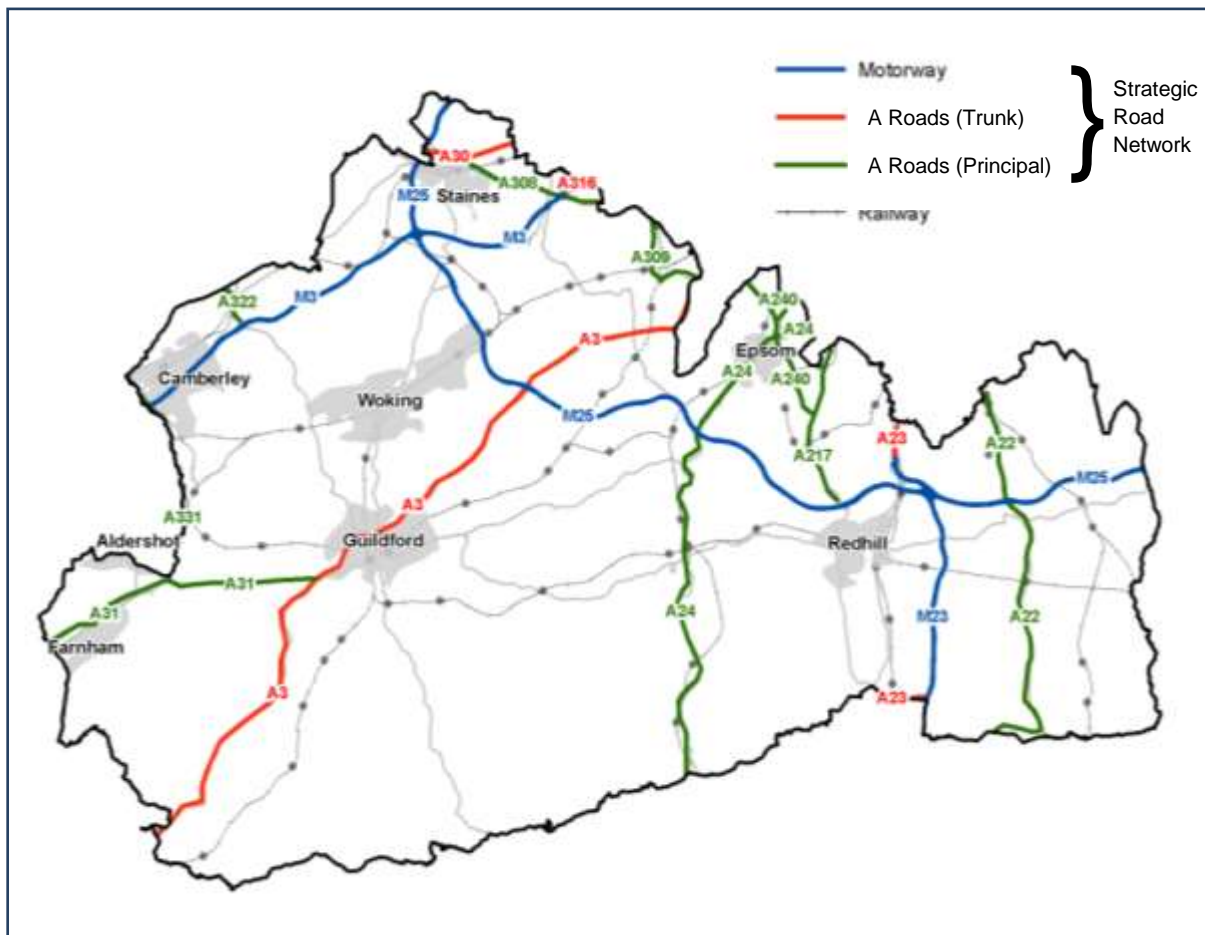 Motorway
A Roads (Trunk)
A Roads (Principal)
Railway
}
Strategic
Road
Network
A30
A308
A316
Staines
M25
M3
A309
A322
M3
A240
A24
Epsom
A3
A24
A240
Camberley
Woking
M25
A23
A22
A217
M25
A3
A331
Aldershot
Guildford
Redhill
A31
A31
A24
M23
A22
Farnham
A3
A23